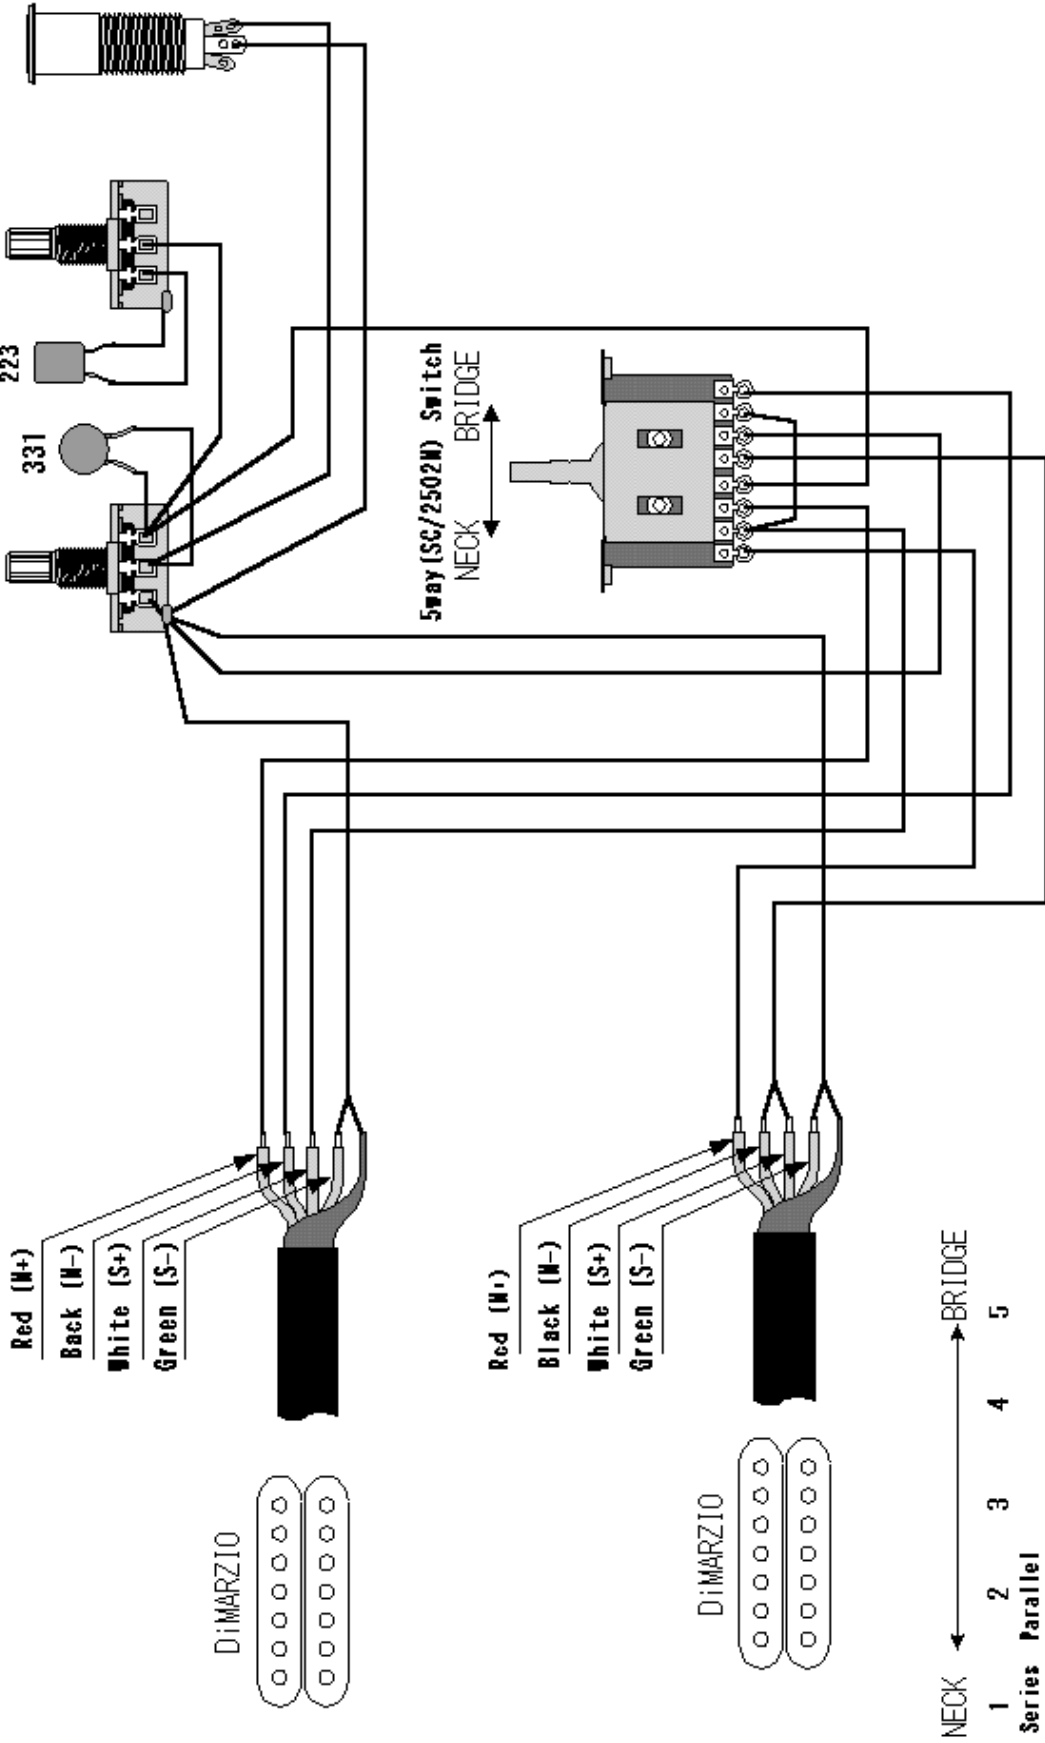 223
331
5way(SC/2502N) Switch
NECK BRIDGE
Red (N+)
Back (N-)
White (S+)
Green (S-)
Red (N+)
Black (N-)
White (S+)
Green (S-)
DiMARZIO
DiMARZIO
NECK BRIDGE
1 2 3 4 5
Series Parallel